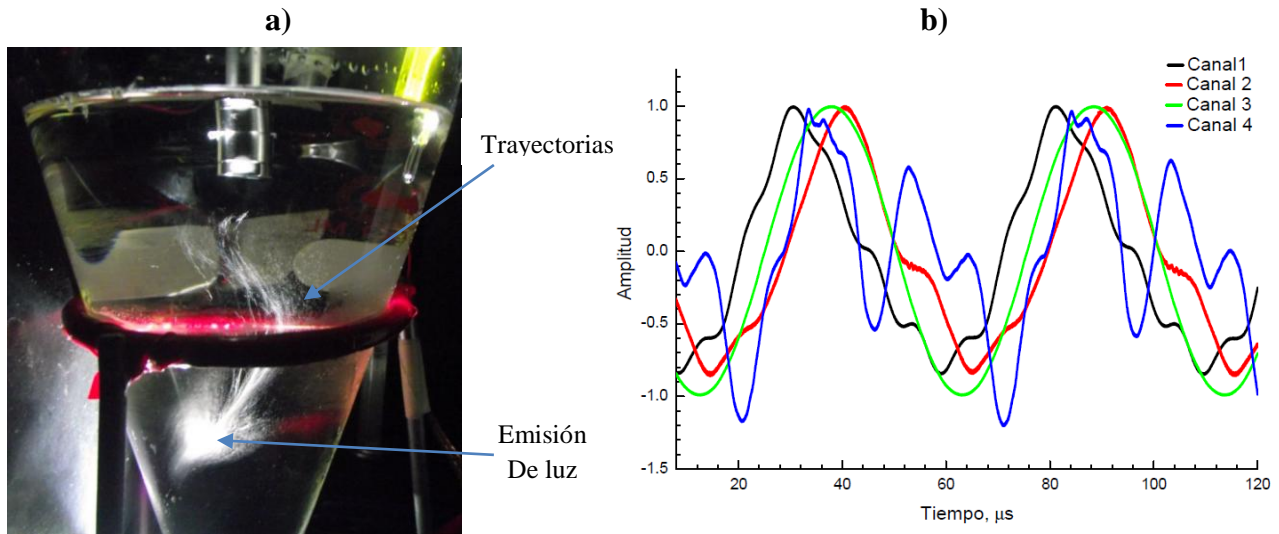 a)
b)
Trayectorias
Emisión
De luz
Canal1
Canal 2
Canal 3
Canal 4
Amplitud
1.0
0.5
0.0
-0.5
-1.0
-1.5
20
40
60
80
100
120
Tiempo, μs